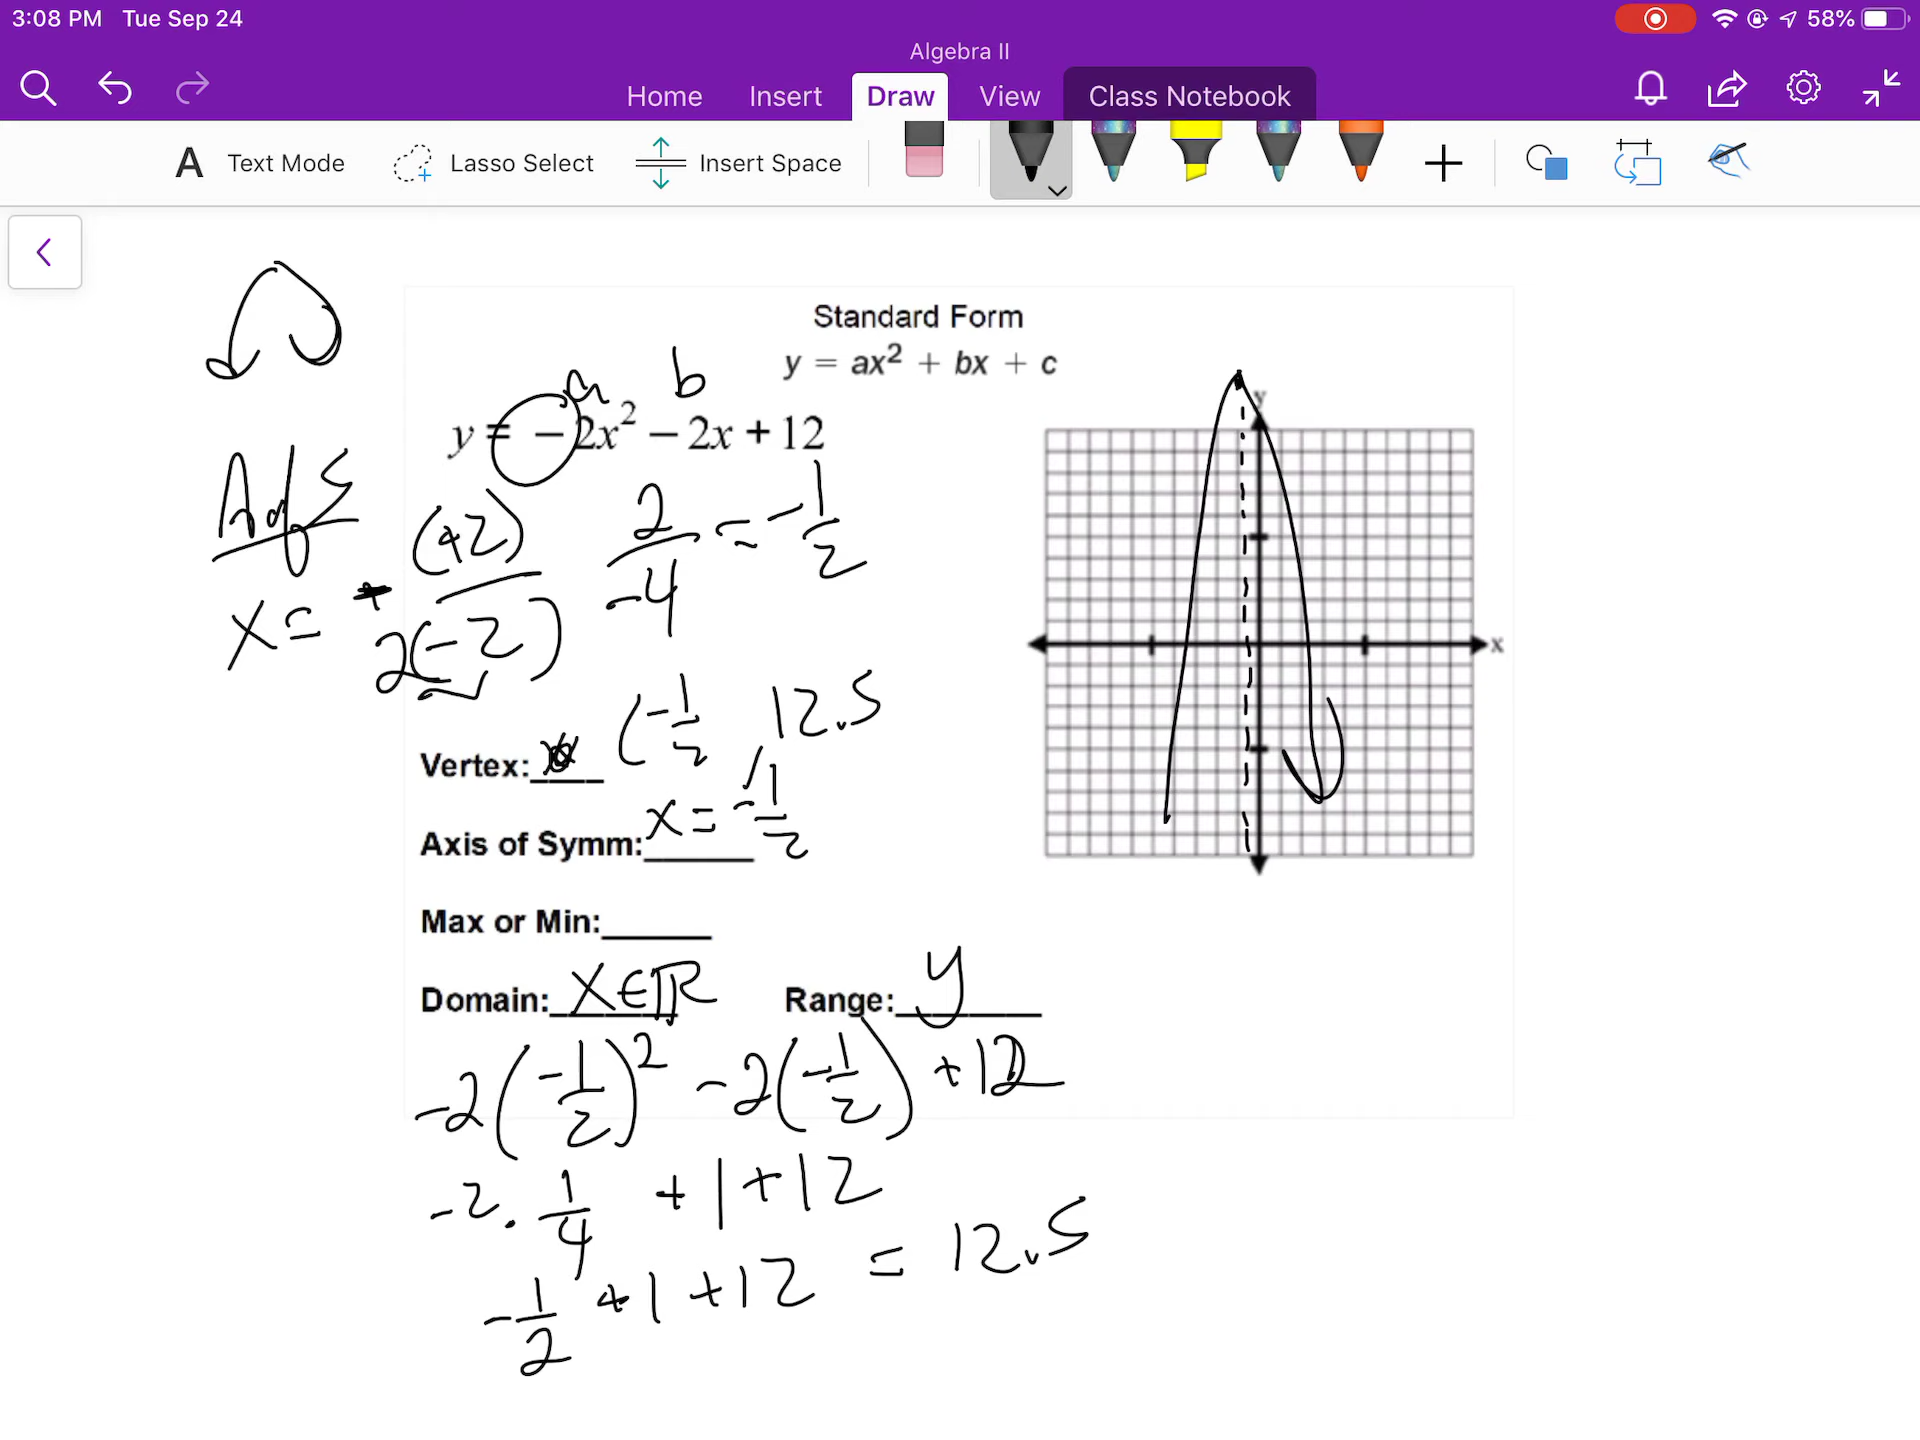 3:08 PM Tue Sep 24
58%
Algebra II
Home Insert Draw View Class Notebook
A Text Mode Lasso Select Insert Space
Standard Form
y = ax² + bx + c
a b
y = −2x² − 2x + 12
AofS
x = + (+2) / 2(−2)
2/−4 = −1/2
Vertex: (−1/2, 12.5
Axis of Symm: x = −1/2
Max or Min:
Domain: X∈ℝ Range: y
−2(−1/2)² −2(−1/2) +12
−2 · 1/4 +1+12
−1/2 +1 +12 = 12.5
y
x